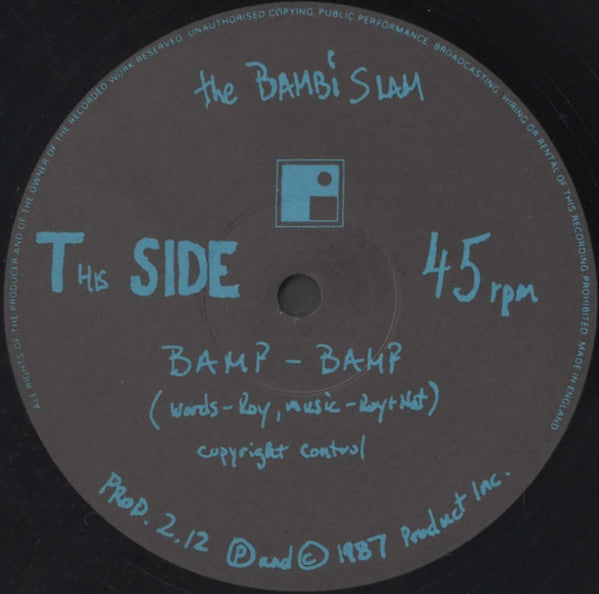 ALL RIGHTS OF THE PRODUCER AND OF THE OWNER OF THE RECORDED WORK RESERVED. UNAUTHORISED COPYING, PUBLIC PERFORMANCE, BROADCASTING, HIRING OR RENTAL OF THIS RECORDING PROHIBITED. MADE IN ENGLAND
the BAMBi SLAM
THIS SIDE
45 rpm
BAMP - BAMP
(words-Roy, music-Roy+Nat)
copyright control
PROD. 2.12 Ⓟ and © 1987 Product Inc.